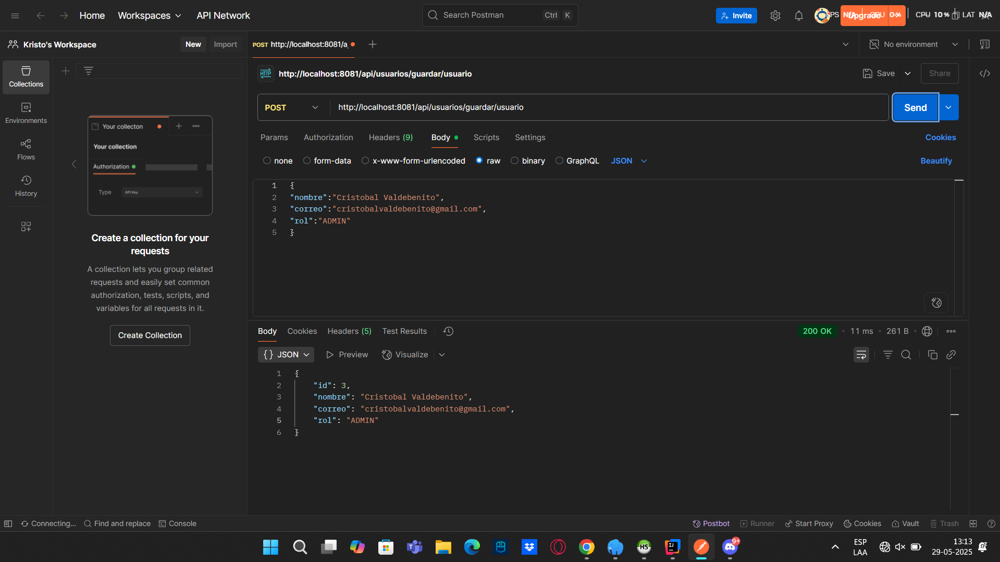 Home Workspaces API Network Search Postman Ctrl K Invite Upgrade N/A GPU 0% CPU 10% LAT N/A
Kristo's Workspace New Import POST http://localhost:8081/a No environment
Collections
Environments
Flows
History
Your collecton
Your collection
Authorization
Type API Key
Create a collection for your
requests
A collection lets you group related
requests and easily set common
authorization, tests, scripts, and
variables for all requests in it.
Create Collection
HTTP http://localhost:8081/api/usuarios/guardar/usuario Save Share
POST http://localhost:8081/api/usuarios/guardar/usuario Send
Params Authorization Headers (9) Body Scripts Settings Cookies
none form-data x-www-form-urlencoded raw binary GraphQL JSON Beautify
1 {
2 "nombre":"Cristobal Valdebenito",
3 "correo":"cristobalvaldebenito@gmail.com",
4 "rol":"ADMIN"
5 }
Body Cookies Headers (5) Test Results 200 OK 11 ms 261 B
{} JSON Preview Visualize
1 {
2 "id": 3,
3 "nombre": "Cristobal Valdebenito",
4 "correo": "cristobalvaldebenito@gmail.com",
5 "rol": "ADMIN"
6 }
Connecting... Find and replace Console Postbot Runner Start Proxy Cookies Vault Trash
HS IJ 9+ ESP 13:13
LAA 29-05-2025